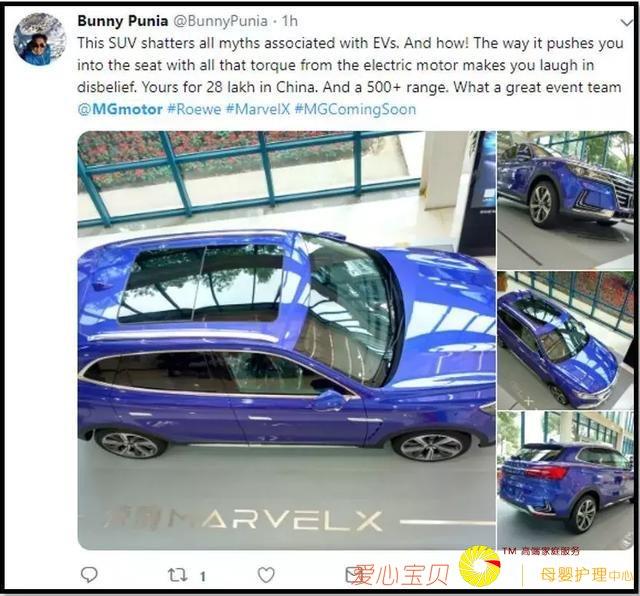 Bunny Punia @BunnyPunia · 1h
This SUV shatters all myths associated with EVs. And how! The way it pushes you
into the seat with all that torque from the electric motor makes you laugh in
disbelief. Yours for 28 lakh in China. And a 500+ range. What a great event team
@MGmotor #Roewe #MarvelX #MGComingSoon
MARVEL X
1
爱心宝贝
TM 高端家庭服务
母婴护理中心